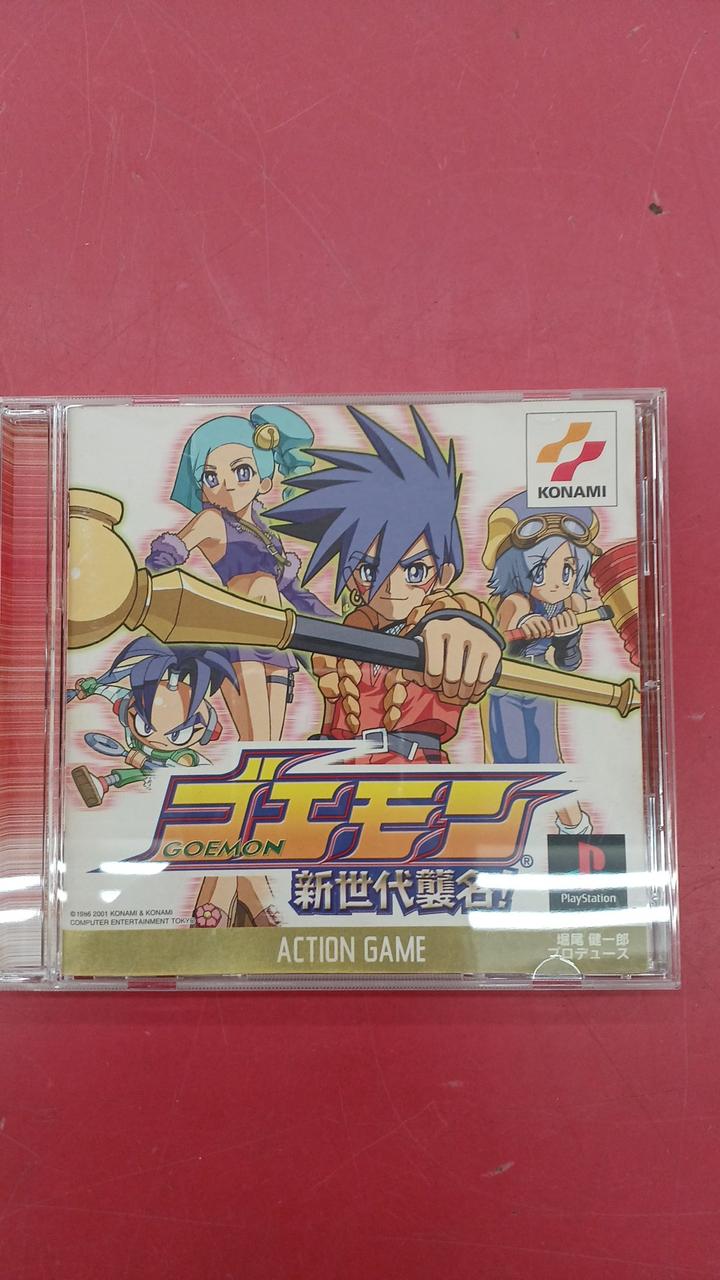 KONAMI
ゴエモン
GOEMON
®
新世代襲名!
PlayStation
©1986 2001 KONAMI & KONAMI
COMPUTER ENTERTAINMENT TOKYO
ACTION GAME
堀尾 健一郎
プロデュース